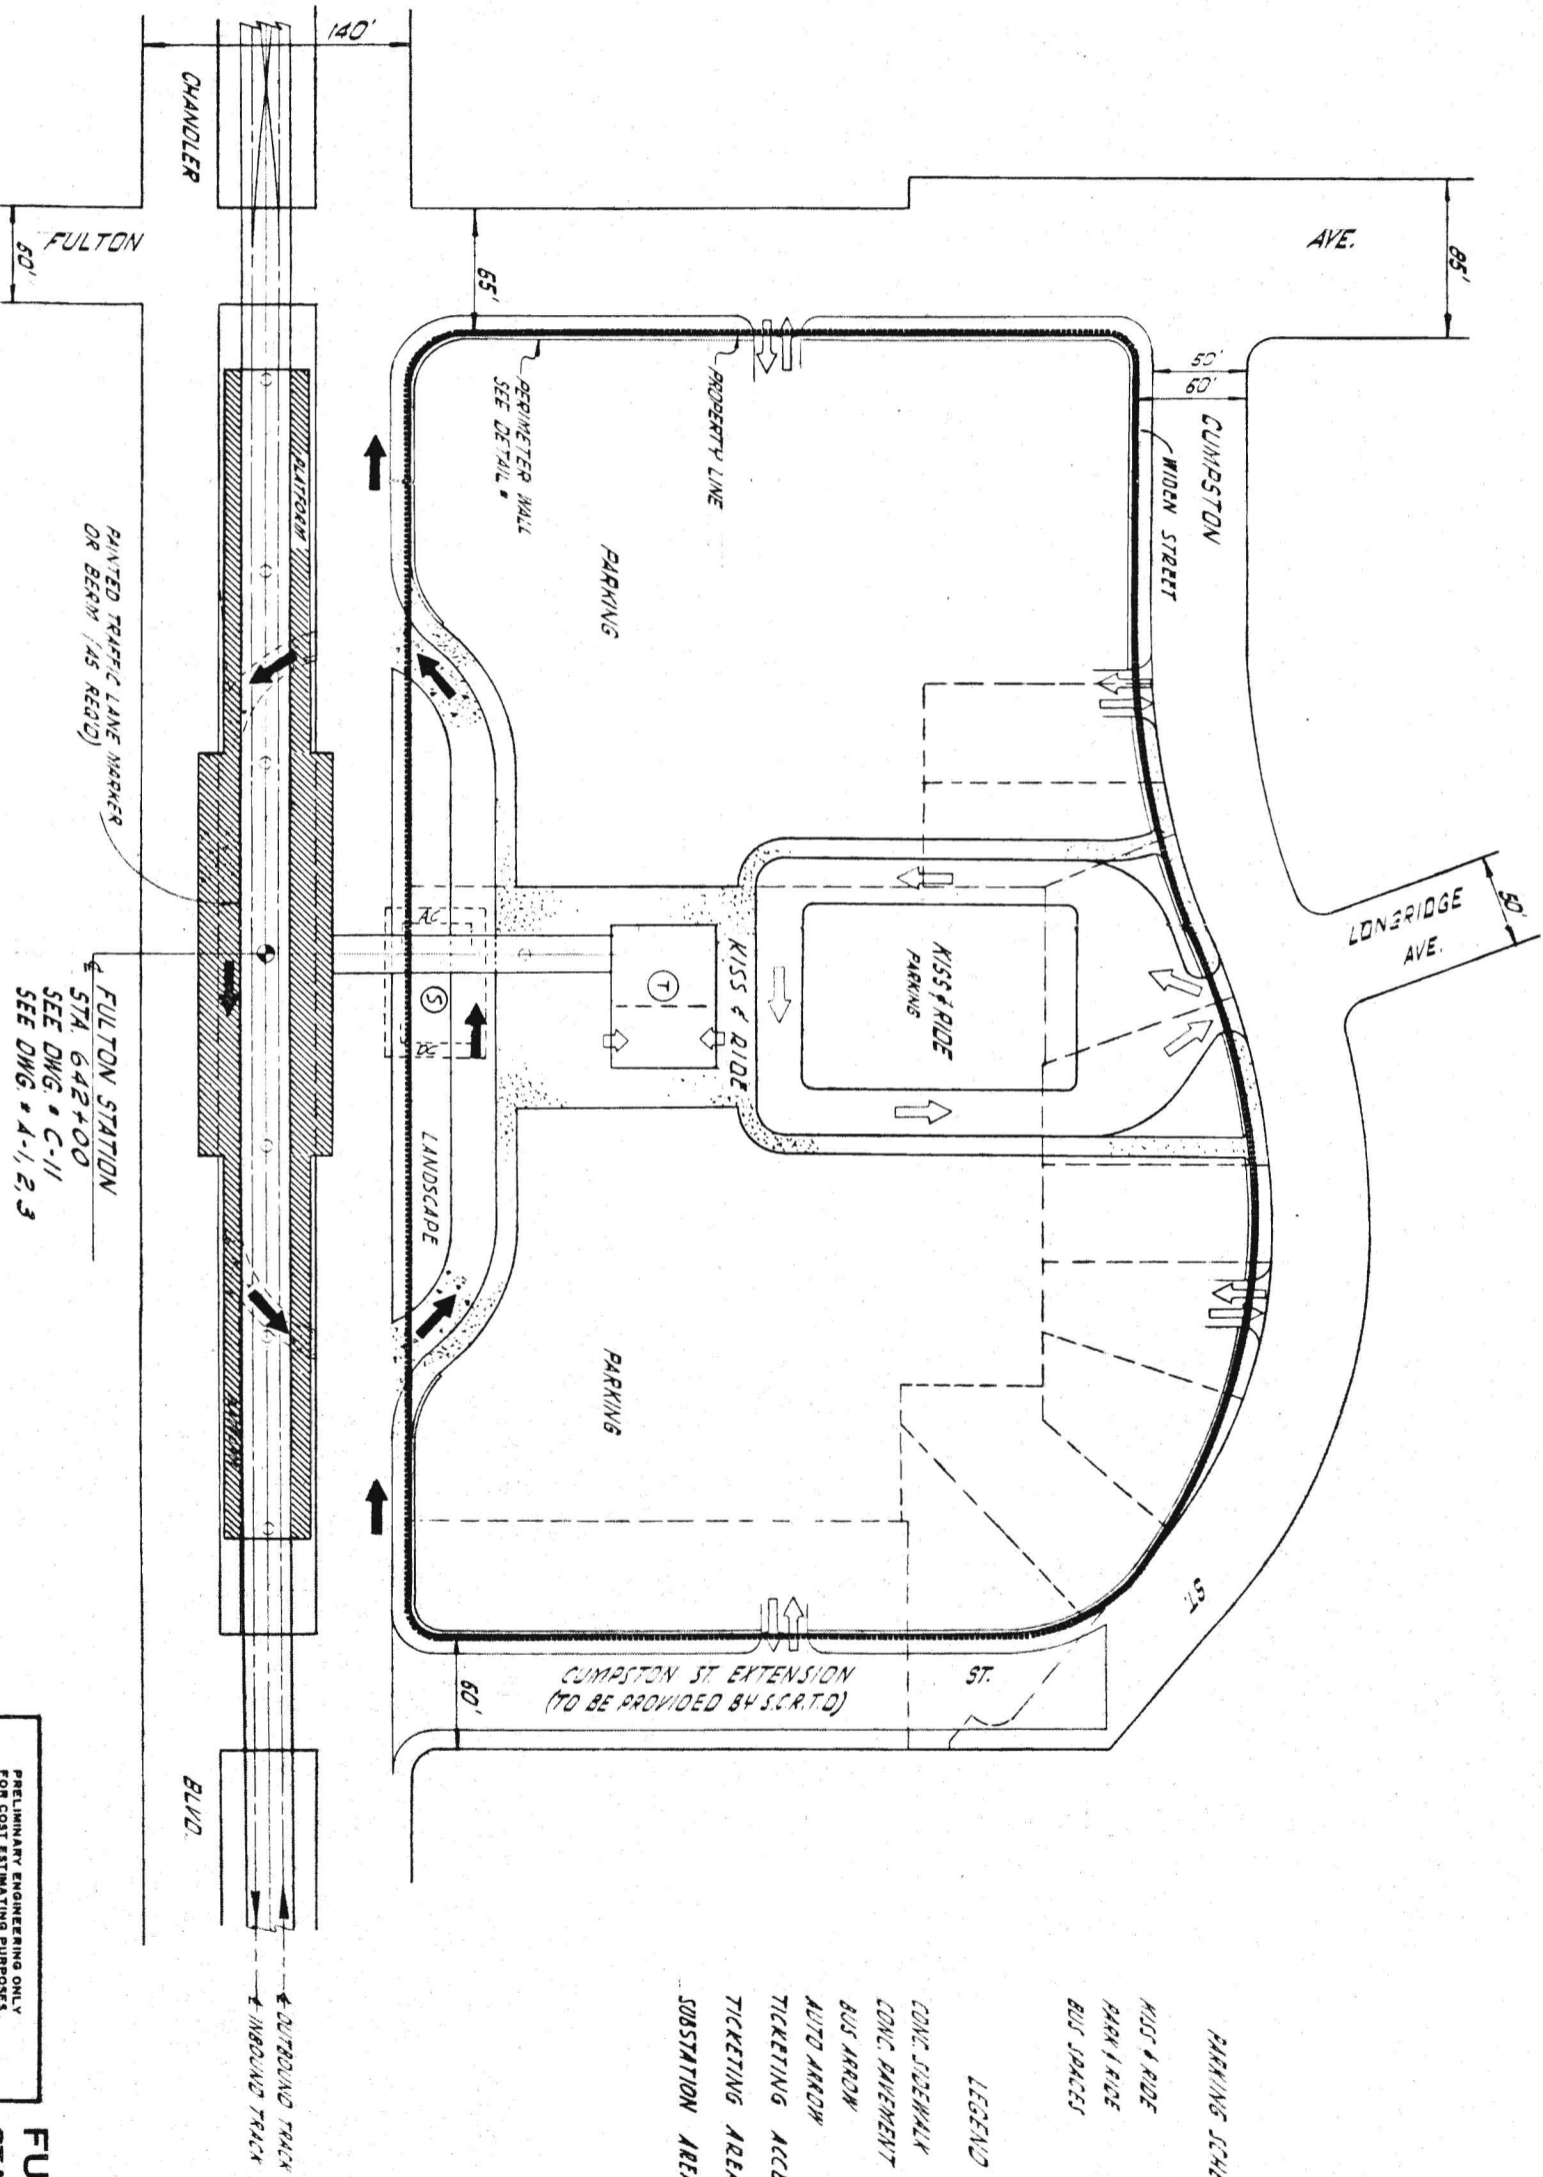 140'
CHANDLER
FULTON
60'
65'
AVE.
85'
50'
60'
CUMPSTON
WIDEN STREET
PROPERTY LINE
PERIMETER WALL
SEE DETAIL
PARKING
PLATFORM
PAINTED TRAFFIC LANE MARKER
OR BERM (AS REQ'D)
LONGRIDGE
AVE.
50'
KISS & RIDE
PARKING
KISS & RIDE
T
AC
S
DC
LANDSCAPE
℄ FULTON STATION
STA. 642+00
SEE DWG. # C-11
SEE DWG. # A-1, 2, 3
PARKING
PLATFORM
ST.
CUMPSTON ST. EXTENSION
(TO BE PROVIDED BY S.C.R.T.D)
ST.
60'
BLVD.
℄ OUTBOUND TRACK
℄ INBOUND TRACK
PARKING
KISS & RIDE
PARK & RIDE
BUS SPACES
LEGEND
CONC. SIDEWALK
CONC. PAVEMENT
BUS ARROW
AUTO ARROW
TICKETING
TICKETING AREA
SUBSTATION AREA
PRELIMINARY ENGINEERING ONLY
FOR COST ESTIMATING PURPOSES